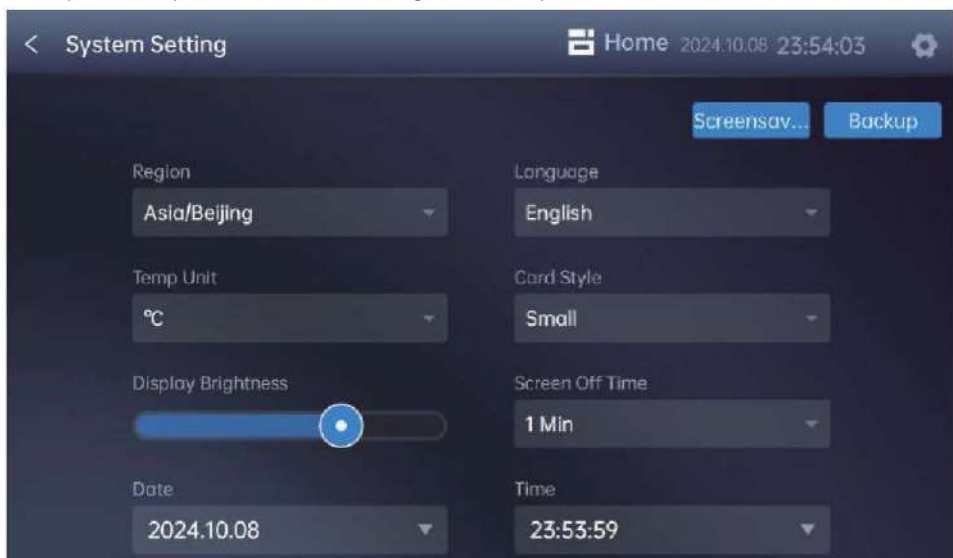 < System Setting
Home 2024.10.08 23:54:03
Screensav... Backup
Region Language
Asia/Beijing English
Temp Unit Card Style
℃ Small
Display Brightness Screen Off Time
1 Min
Date Time
2024.10.08 23:53:59